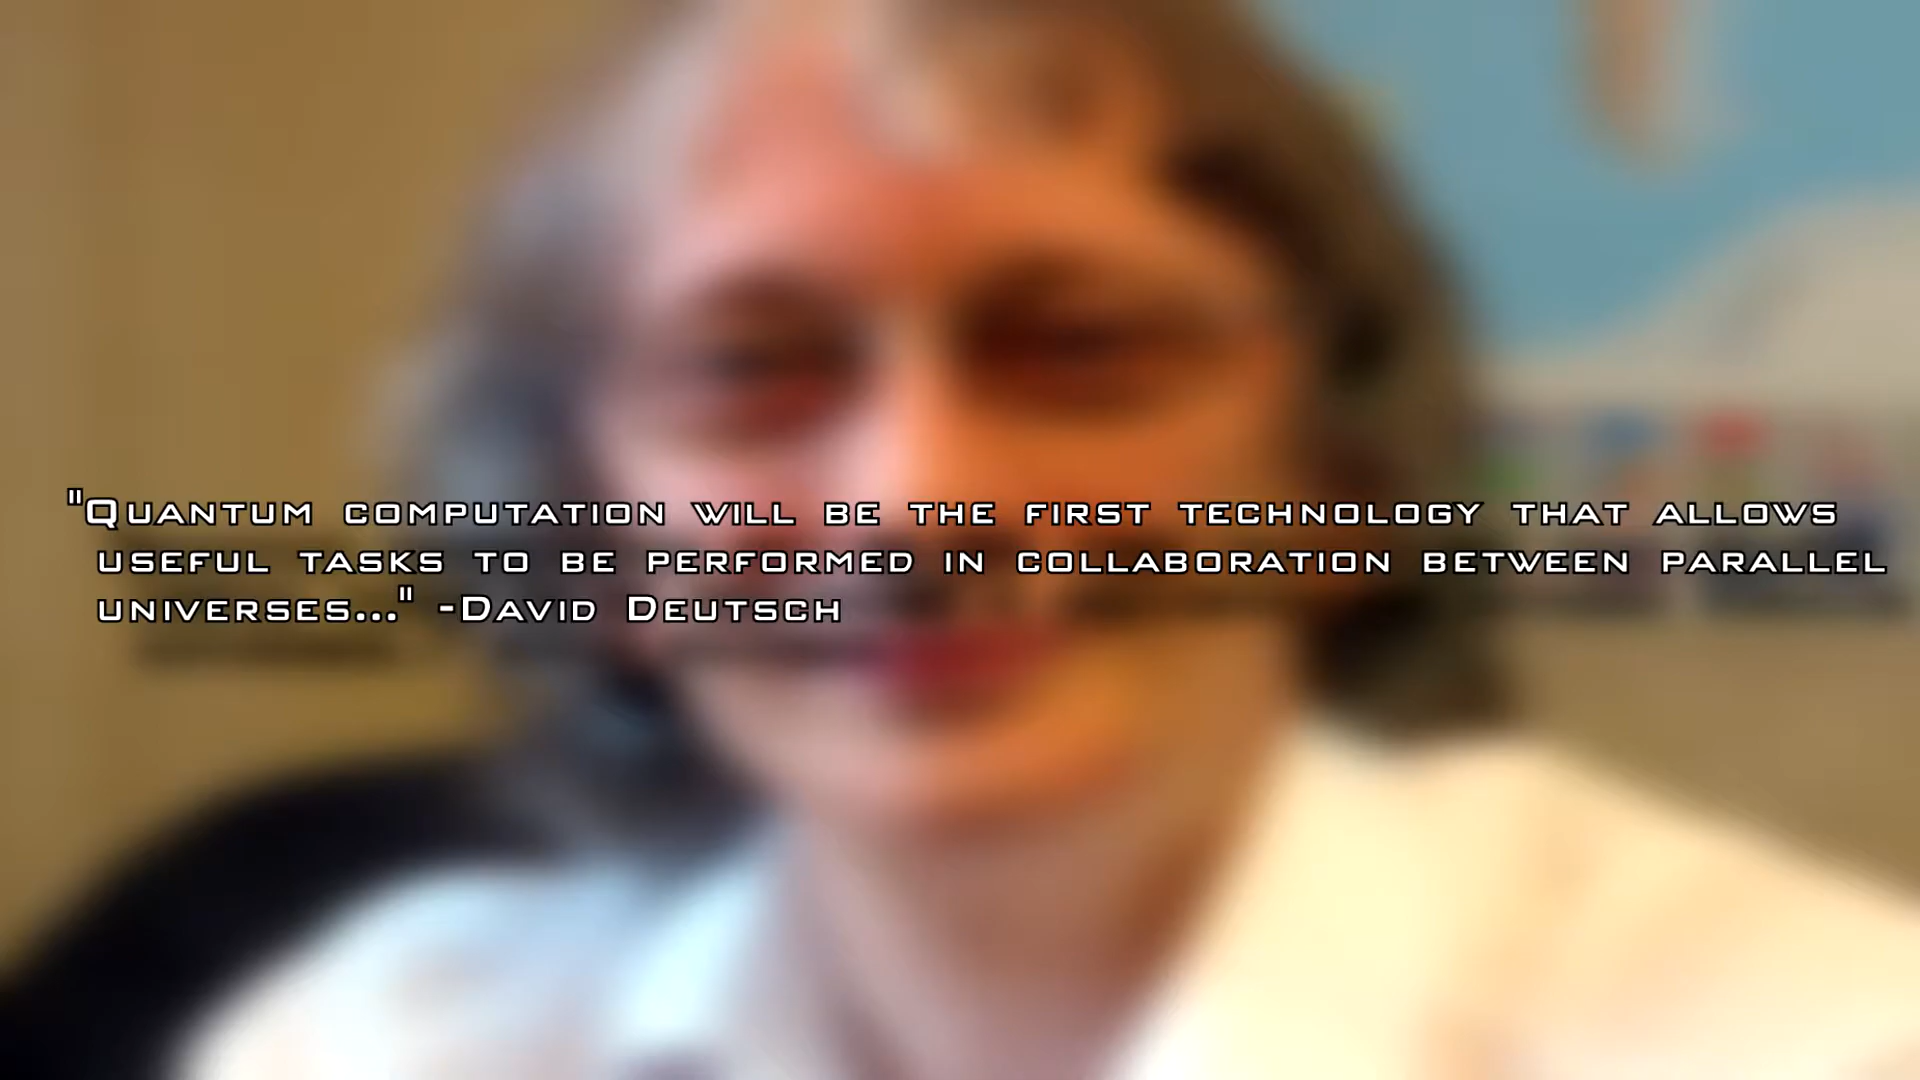 "Quantum computation will be the first technology that allows
useful tasks to be performed in collaboration between parallel
universes..." -David Deutsch